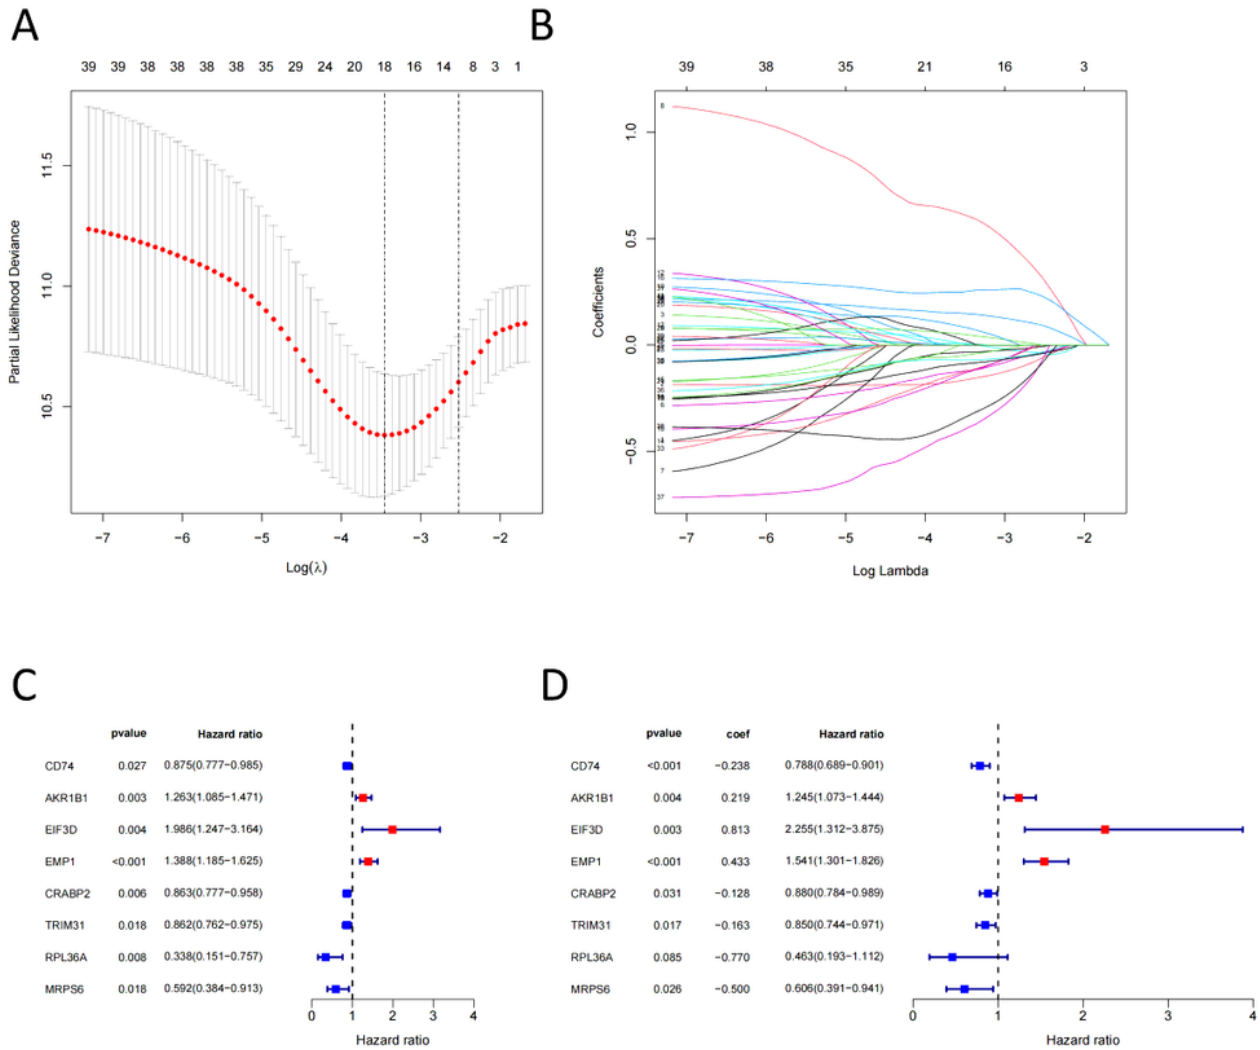 A
39 39 38 38 38 38 35 29 24 20 18 16 14 8 3 1
Partial Likelihood Deviance
11.5
11.0
10.5
−7 −6 −5 −4 −3 −2
Log(λ)
B
39 38 35 21 16 3
Coefficients
1.0
0.5
0.0
−0.5
8
3
6
33
7
37
−7 −6 −5 −4 −3 −2
Log Lambda
C
pvalue Hazard ratio
CD74 0.027 0.875(0.777−0.985)
AKR1B1 0.003 1.263(1.085−1.471)
EIF3D 0.004 1.986(1.247−3.164)
EMP1 <0.001 1.388(1.185−1.625)
CRABP2 0.006 0.863(0.777−0.958)
TRIM31 0.018 0.862(0.762−0.975)
RPL36A 0.008 0.338(0.151−0.757)
MRPS6 0.018 0.592(0.384−0.913)
0 1 2 3 4
Hazard ratio
D
pvalue coef Hazard ratio
CD74 <0.001 −0.238 0.788(0.689−0.901)
AKR1B1 0.004 0.219 1.245(1.073−1.444)
EIF3D 0.003 0.813 2.255(1.312−3.875)
EMP1 <0.001 0.433 1.541(1.301−1.826)
CRABP2 0.031 −0.128 0.880(0.784−0.989)
TRIM31 0.017 −0.163 0.850(0.744−0.971)
RPL36A 0.085 −0.770 0.463(0.193−1.112)
MRPS6 0.026 −0.500 0.606(0.391−0.941)
0 1 2 3 4
Hazard ratio